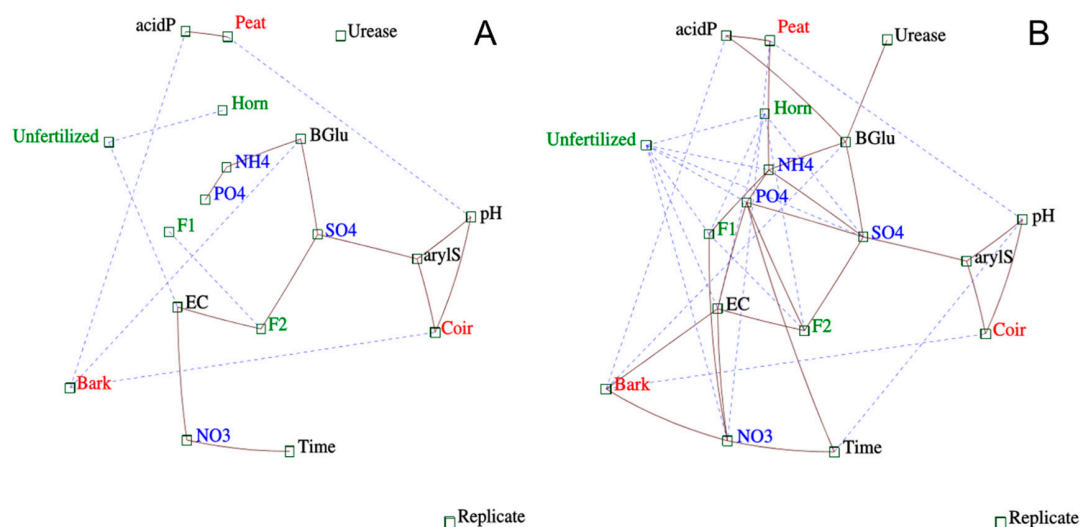 A
acidP
Peat
Urease
Horn
Unfertilized
BGlu
NH4
PO4
F1
pH
SO4
arylS
EC
F2
Coir
Bark
NO3
Time
Replicate
B
acidP
Peat
Urease
Horn
Unfertilized
BGlu
NH4
PO4
F1
pH
SO4
arylS
EC
F2
Coir
Bark
NO3
Time
Replicate